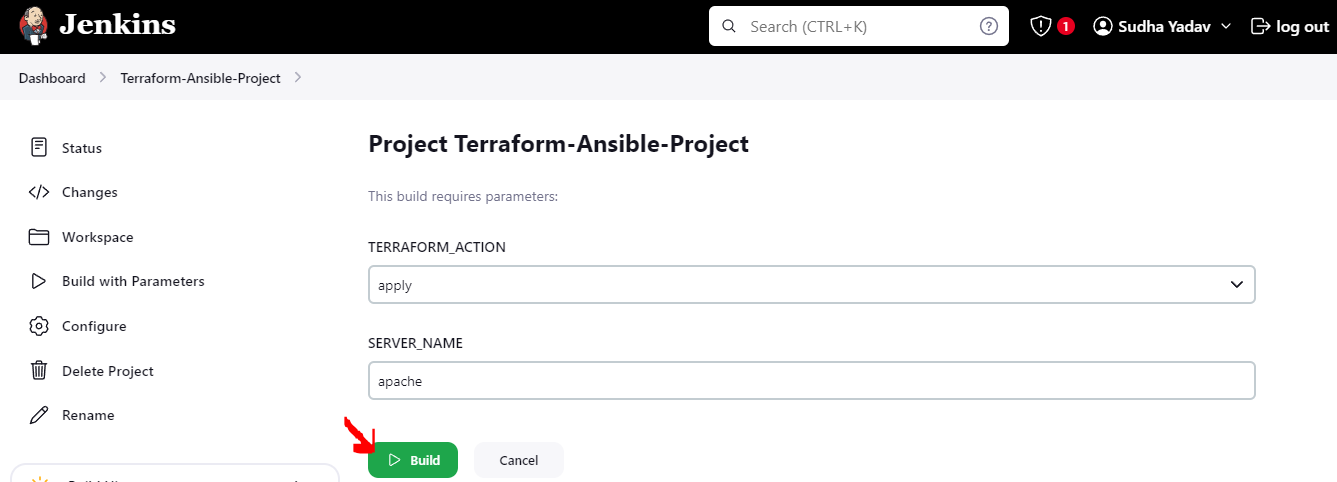 Jenkins
Search (CTRL+K)
?
1
Sudha Yadav
log out
Dashboard
Terraform-Ansible-Project
Status
Changes
Workspace
Build with Parameters
Configure
Delete Project
Rename
Project Terraform-Ansible-Project
This build requires parameters:
TERRAFORM_ACTION
apply
SERVER_NAME
apache
Build
Cancel